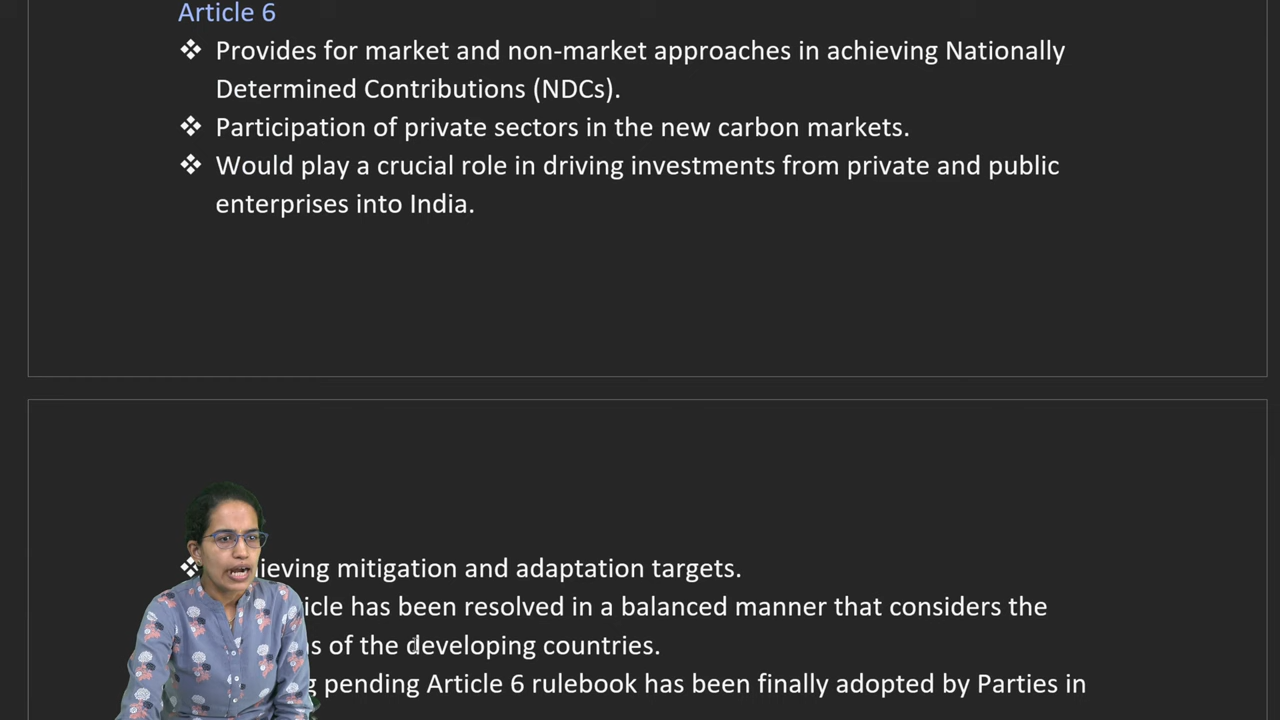 Article 6
❖ Provides for market and non-market approaches in achieving Nationally
Determined Contributions (NDCs).
❖ Participation of private sectors in the new carbon markets.
❖ Would play a crucial role in driving investments from private and public
enterprises into India.
❖ mitigation and adaptation targets.
has been resolved in a balanced manner that considers the
of the developing countries.
pending Article 6 rulebook has been finally adopted by Parties in